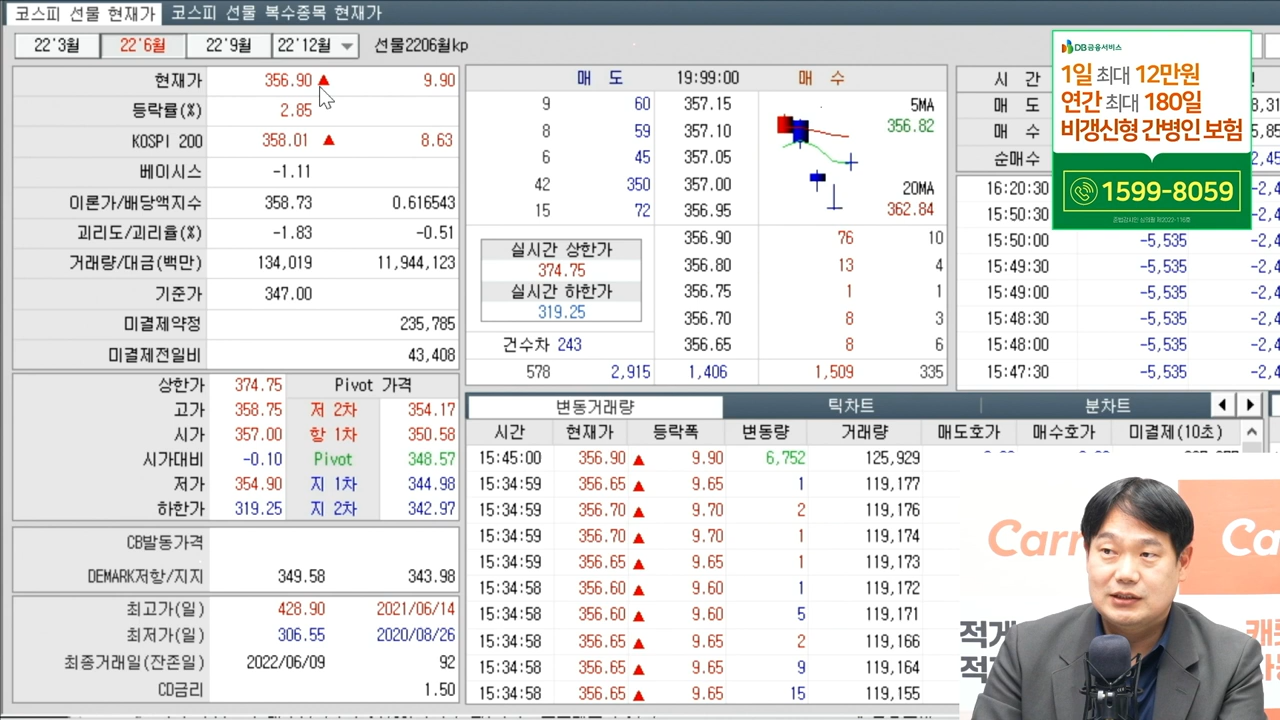 코스피 선물 현재가 코스피 선물 복수종목 현재가
22'3월 22'6월 22'9월 22'12월 선물2206월kp
현재가 356.90 ▲ 9.90
등락률(%) 2.85
KOSPI 200 358.01 ▲ 8.63
베이시스 -1.11
이론가/배당액지수 358.73 0.616543
괴리도/괴리율(%) -1.83 -0.51
거래량/대금(백만) 134,019 11,944,123
기준가 347.00
미결제약정 235,785
미결제전일비 43,408
상한가 374.75 Pivot 가격
고가 358.75 저 2차 354.17
시가 357.00 항 1차 350.58
시가대비 -0.10 Pivot 348.57
저가 354.90 지 1차 344.98
하한가 319.25 지 2차 342.97
CB발동가격
DEMARK저항/지지 349.58 343.98
최고가(일) 428.90 2021/06/14
최저가(일) 306.55 2020/08/26
최종거래일(잔존일) 2022/06/09 92
CD금리 1.50
매 도 19:99:00 매 수
9 60 357.15 5MA
8 59 357.10 356.82
6 45 357.05
42 350 357.00 20MA
15 72 356.95 362.84
실시간 상한가
374.75
실시간 하한가
319.25
356.90 76 10
356.80 13 4
356.75 1 1
356.70 8 3
356.65 8 6
건수차 243
578 2,915 1,406 1,509 335
시 간
매 도
매 수
순매수
16:20:30
15:50:30
15:50:00 -5,535
15:49:30 -5,535
15:49:00 -5,535
15:48:30 -5,535
15:48:00 -5,535
15:47:30 -5,535
변동거래량 틱차트 분차트
시간 현재가 등락폭 변동량 거래량 매도호가 매수호가 미결제(10초)
15:45:00 356.90 ▲ 9.90 6,752 125,929
15:34:59 356.65 ▲ 9.65 1 119,177
15:34:59 356.70 ▲ 9.70 2 119,176
15:34:59 356.70 ▲ 9.70 1 119,174
15:34:59 356.65 ▲ 9.65 1 119,173
15:34:58 356.60 ▲ 9.60 1 119,172
15:34:58 356.60 ▲ 9.60 5 119,171
15:34:58 356.65 ▲ 9.65 2 119,166
15:34:58 356.65 ▲ 9.65 9 119,164
15:34:58 356.65 ▲ 9.65 15 119,155
DB금융서비스
1일 최대 12만원
연간 최대 180일
비갱신형 간병인 보험
1599-8059
Carr
Ca
적게